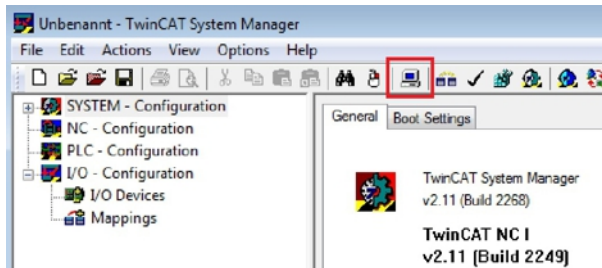 Unbenannt - TwinCAT System Manager
File Edit Actions View Options Help
SYSTEM - Configuration
NC - Configuration
PLC - Configuration
I/O - Configuration
I/O Devices
Mappings
General Boot Settings
TwinCAT System Manager
v2.11 (Build 2268)
TwinCAT NC I
v2.11 (Build 2249)